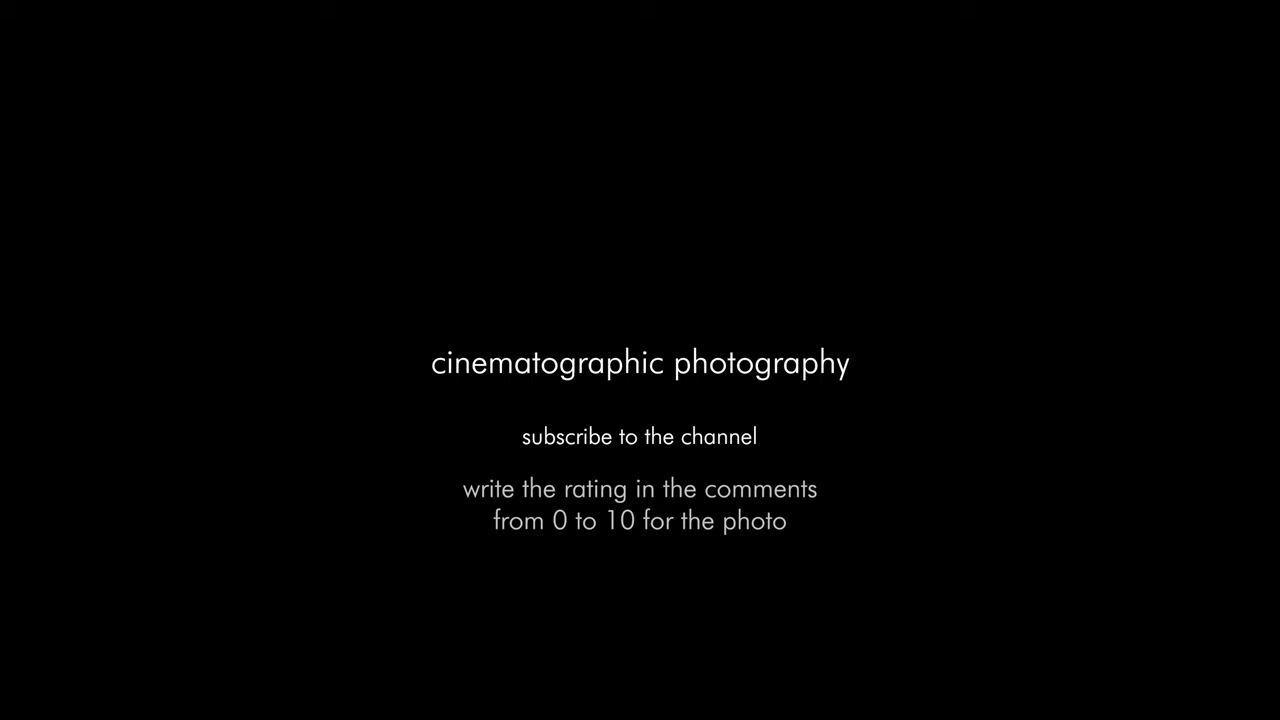 cinematographic photography
subscribe to the channel
write the rating in the comments
from 0 to 10 for the photo